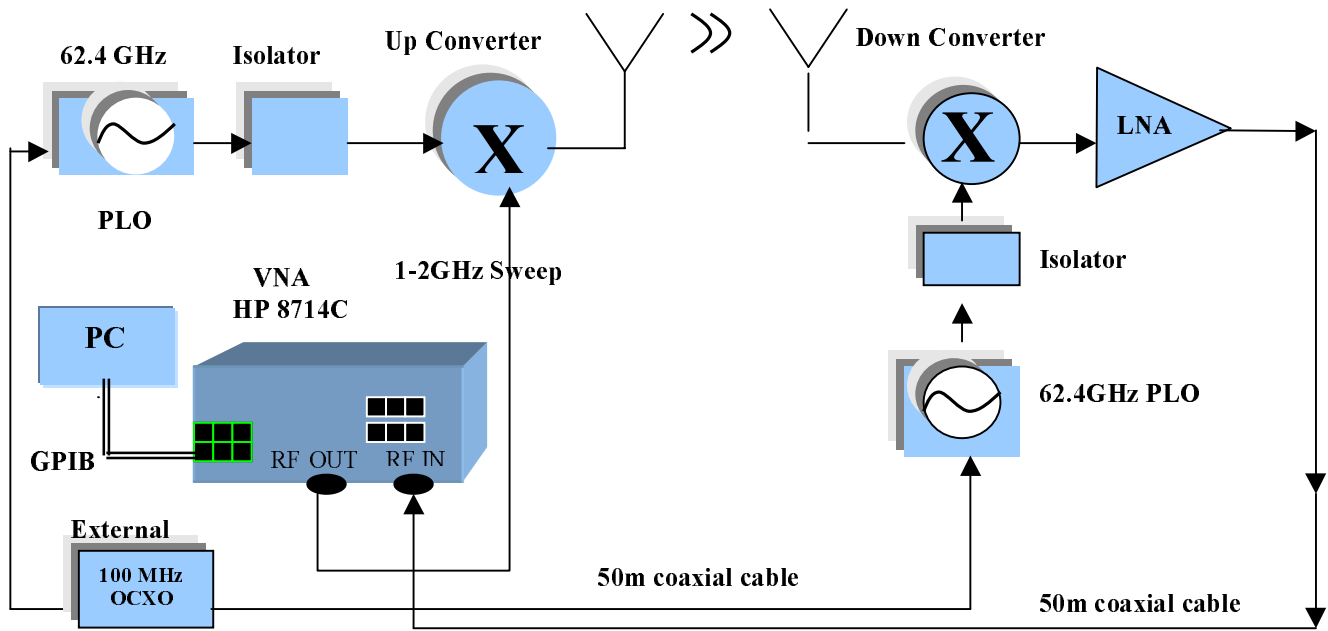 62.4 GHz
Isolator
Up Converter
Down Converter
X
X
LNA
PLO
1-2GHz Sweep
Isolator
VNA
HP 8714C
PC
62.4GHz PLO
GPIB
RF OUT
RF IN
External
100 MHz
OCXO
50m coaxial cable
50m coaxial cable